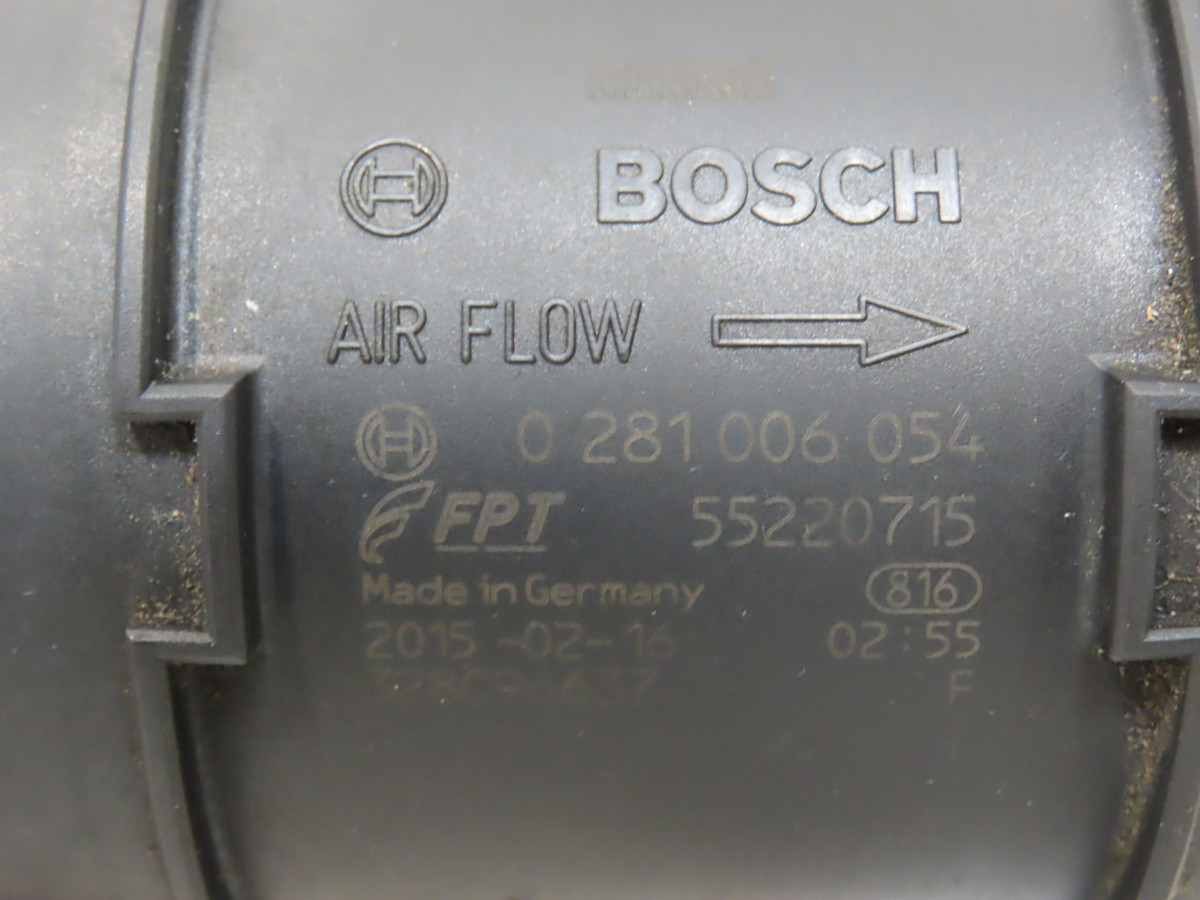 BOSCH
AIR FLOW
0 281 006 054
FPT 55220715
Made in Germany 816
2015-02-16 02:55
F